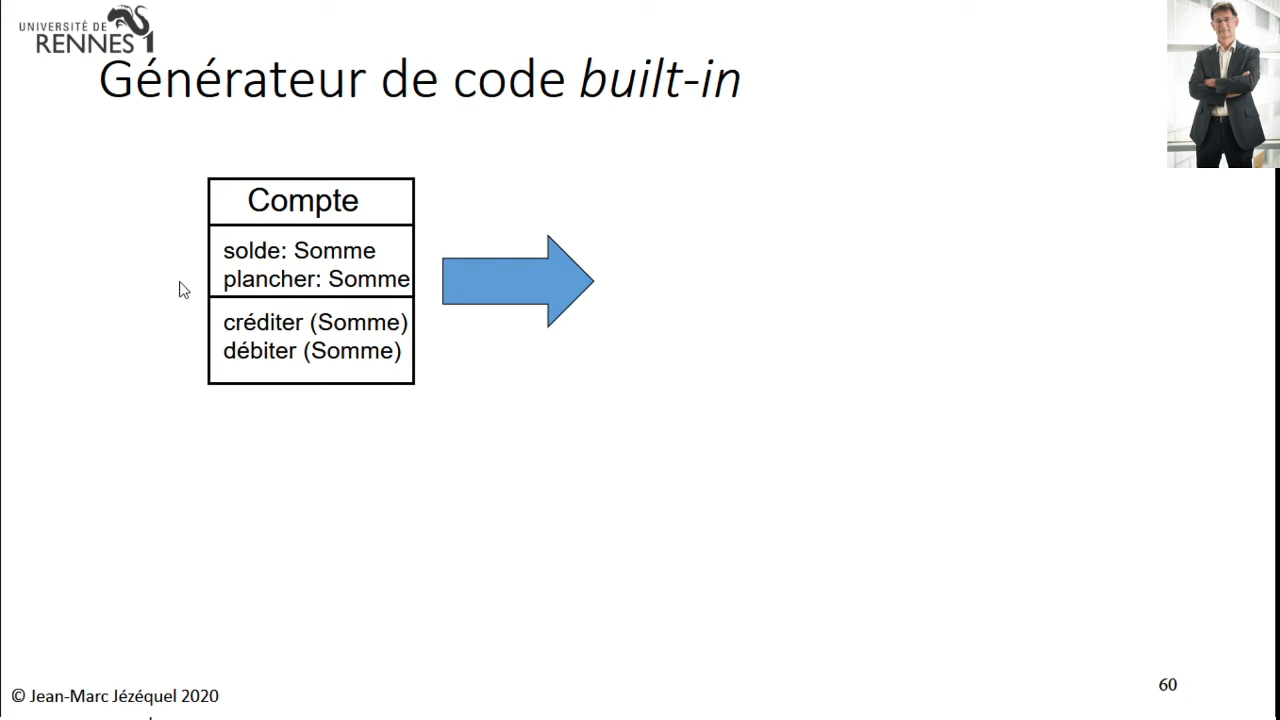 UNIVERSITÉ DE
RENNES 1
Générateur de code built-in
Compte
solde: Somme
plancher: Somme
créditer (Somme)
débiter (Somme)
60
© Jean-Marc Jézéquel 2020